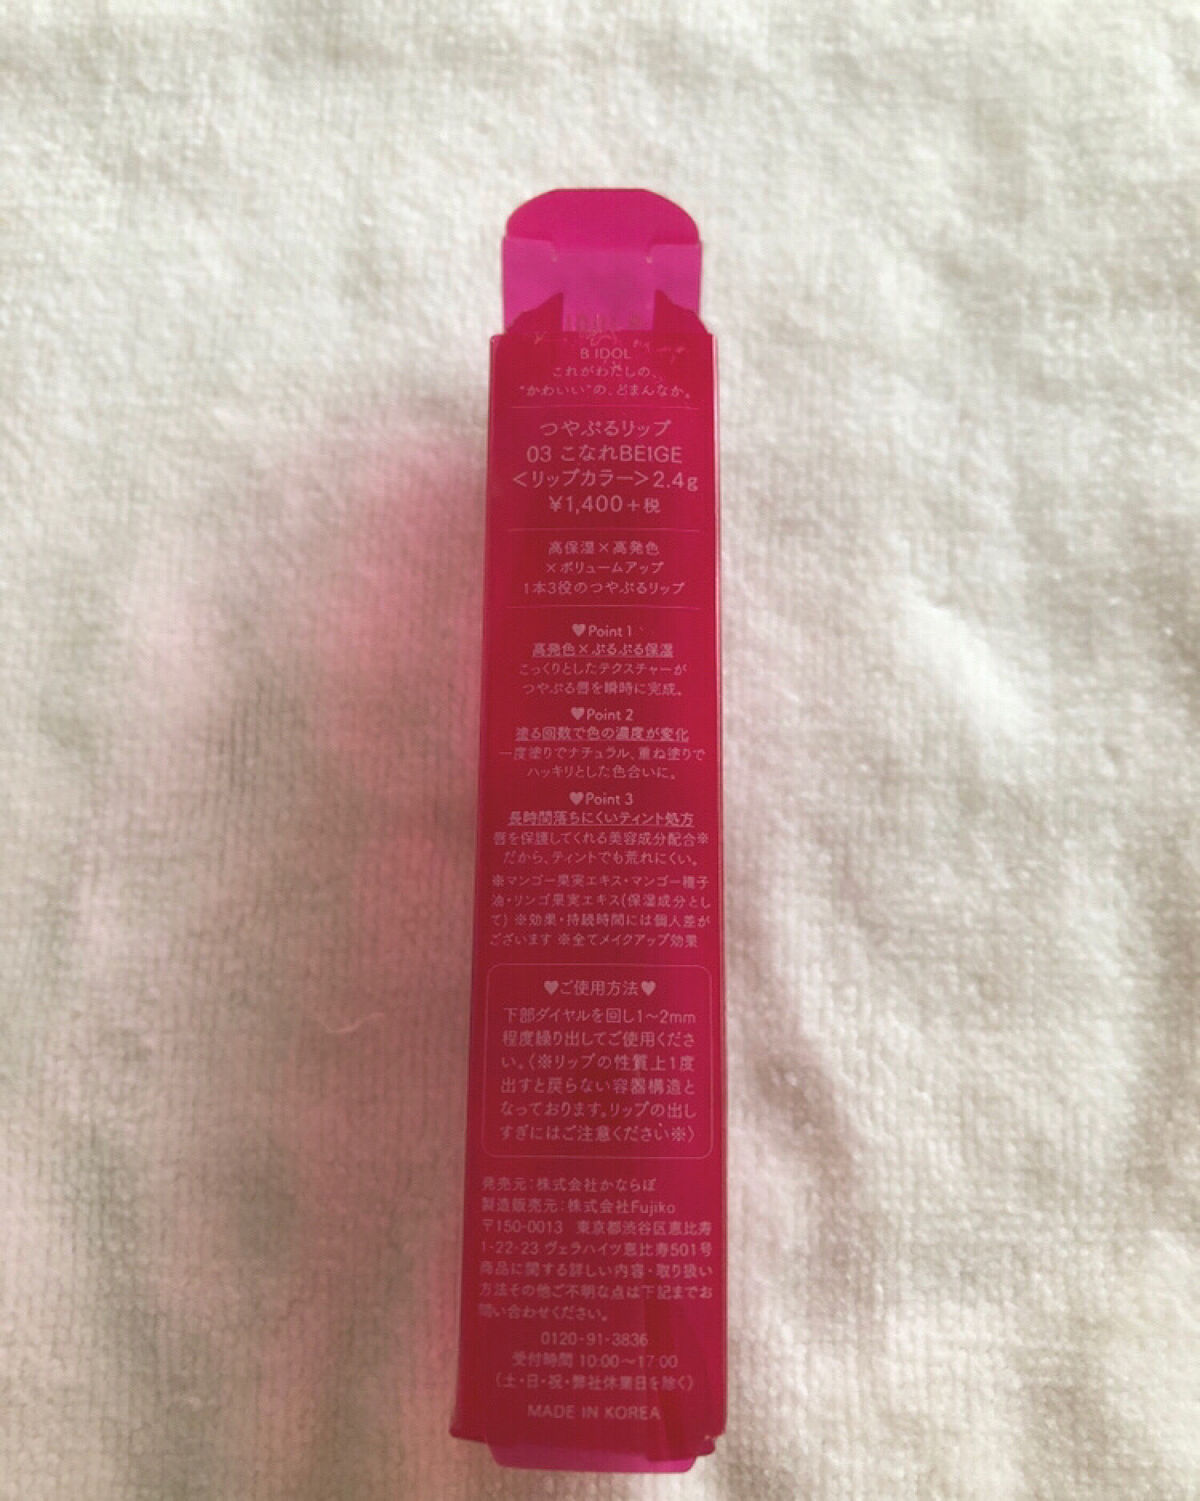 B IDOL
これがわたしの、
“かわいい”の、どまんなか。
つやぷるリップ
03 こなれBEIGE
＜リップカラー＞2.4g
¥1,400＋税
高保湿×高発色
×ボリュームアップ
1本3役のつやぷるリップ
♥Point 1
高発色×ぷるぷる保湿
こっくりとしたテクスチャーが
つやぷる唇を瞬時に完成。
♥Point 2
塗る回数で色の濃度が変化
一度塗りでナチュラル、重ね塗りで
ハッキリとした色合いに。
♥Point 3
長時間落ちにくいティント処方
唇を保護してくれる美容成分配合※
だから、ティントでも荒れにくい。
※マンゴー果実エキス・マンゴー種子
油・リンゴ果実エキス(保湿成分とし
て) ※効果・持続時間には個人差が
ございます ※全てメイクアップ効果
♥ご使用方法♥
下部ダイヤルを回し1～2mm
程度繰り出してご使用くださ
い。〈※リップの性質上1度
出すと戻らない容器構造と
なっております。リップの出し
すぎにはご注意ください※〉
発売元：株式会社かならぼ
製造販売元：株式会社Fujiko
〒150-0013 東京都渋谷区恵比寿
1-22-23 ヴェラハイツ恵比寿501号
商品に関する詳しい内容・取り扱い
方法その他ご不明な点は下記までお
問い合わせください。
0120-91-3836
受付時間 10:00～17:00
（土・日・祝・弊社休業日を除く）
MADE IN KOREA